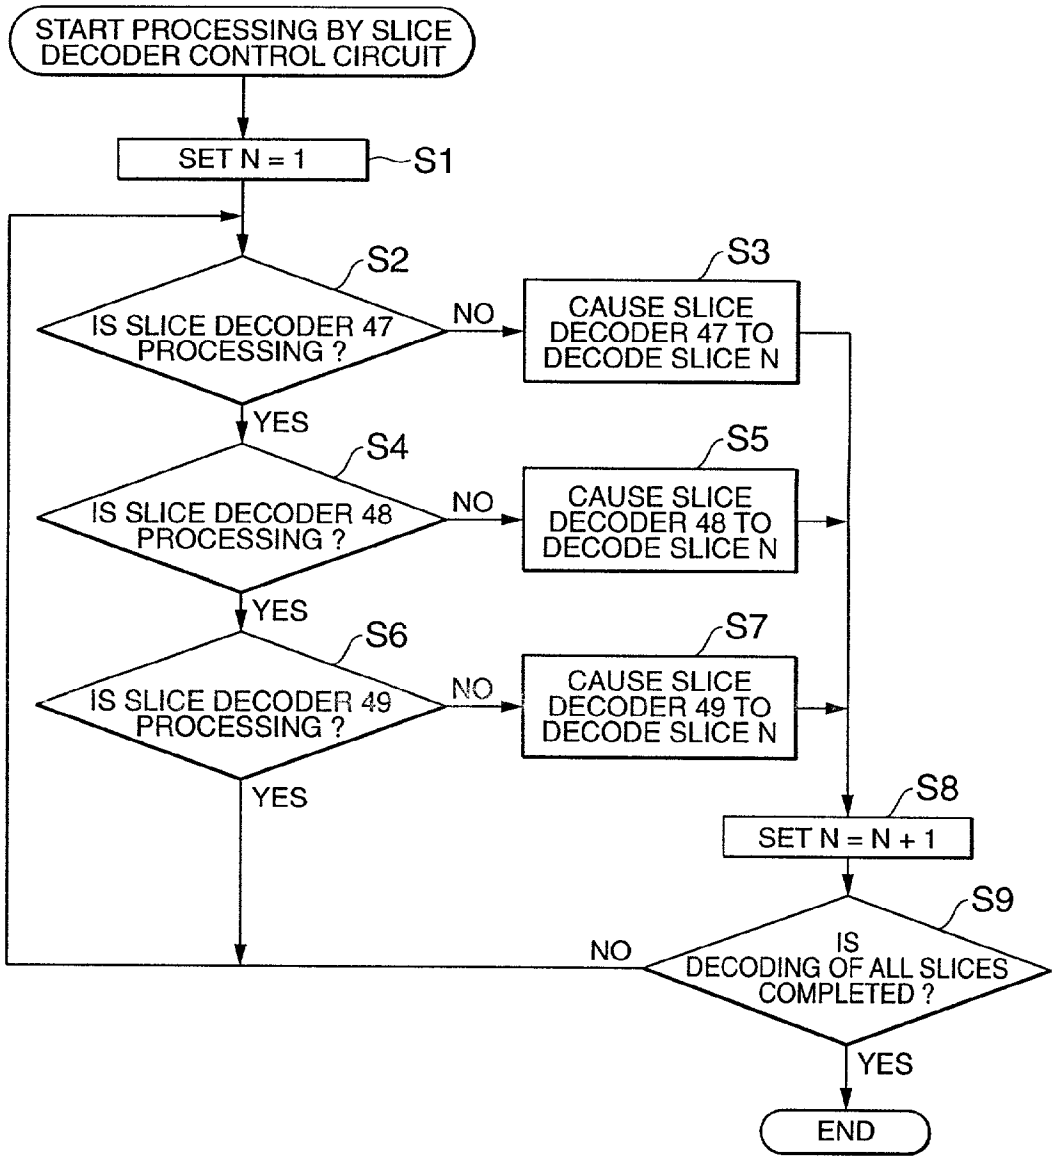 START PROCESSING BY SLICE
DECODER CONTROL CIRCUIT
SET N = 1
S1
S2
IS SLICE DECODER 47
PROCESSING ?
NO
YES
S3
CAUSE SLICE
DECODER 47 TO
DECODE SLICE N
S4
IS SLICE DECODER 48
PROCESSING ?
NO
YES
S5
CAUSE SLICE
DECODER 48 TO
DECODE SLICE N
S6
IS SLICE DECODER 49
PROCESSING ?
NO
YES
S7
CAUSE SLICE
DECODER 49 TO
DECODE SLICE N
S8
SET N = N + 1
S9
IS
DECODING OF ALL SLICES
COMPLETED ?
NO
YES
END